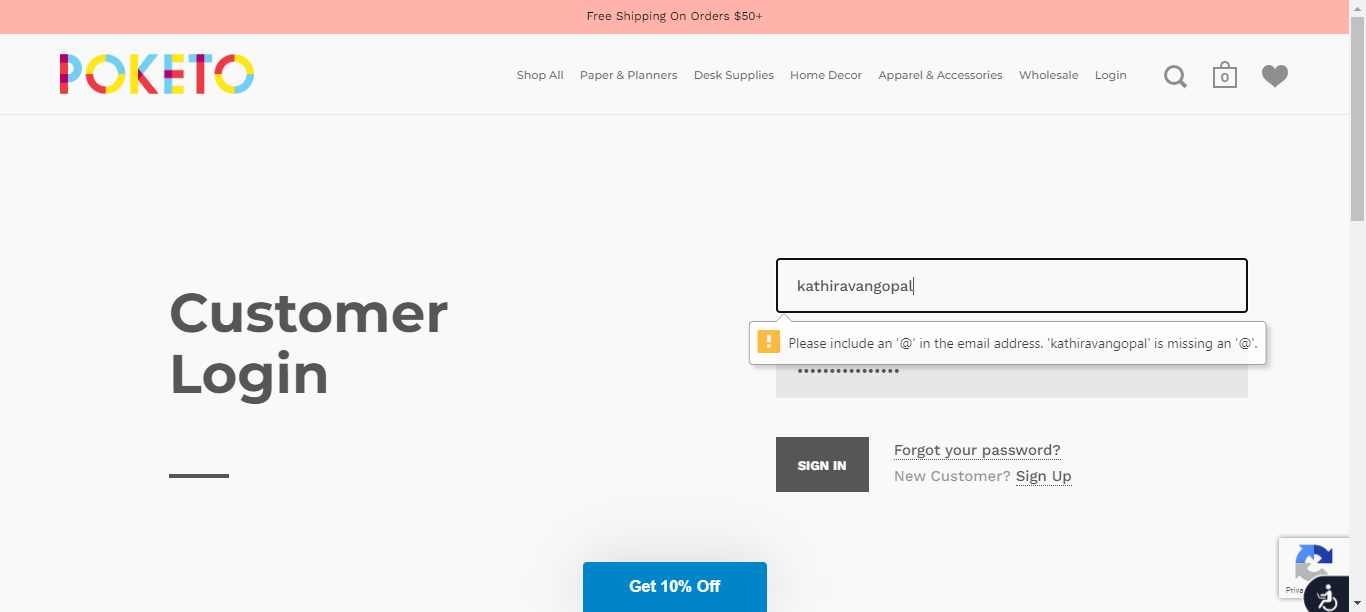 Free Shipping On Orders $50+
POKETO
Shop All Paper & Planners Desk Supplies Home Decor Apparel & Accessories Wholesale Login
0
Customer
Login
kathiravangopal
Please include an '@' in the email address. 'kathiravangopal' is missing an '@'.
••••••••••••••••
SIGN IN
Forgot your password?
New Customer? Sign Up
Get 10% Off